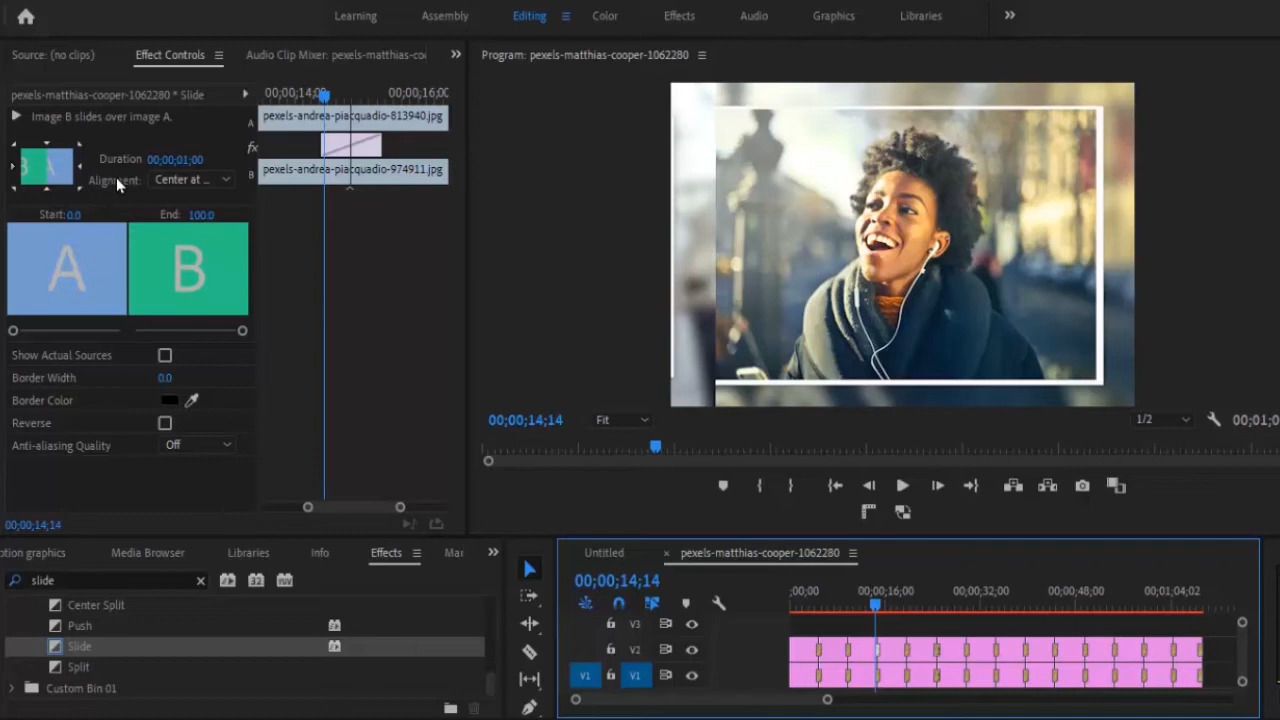 Learning Assembly Editing Color Effects Audio Graphics Libraries
Source: (no clips) Effect Controls Audio Clip Mixer: pexels-matthias-co
Program: pexels-matthias-cooper-1062280
pexels-matthias-cooper-1062280 * Slide
00;00;14;0 00;00;16;00
Image B slides over image A.
A pexels-andrea-piacquadio-813940.jpg
fx
B pexels-andrea-piacquadio-974911.jpg
B A
Duration 00;00;01;00
Alignment: Center at ...
Start: 0.0 End: 100.0
A B
Show Actual Sources
Border Width 0.0
Border Color
Reverse
Anti-aliasing Quality Off
00;00;14;14
00;00;14;14 Fit 1/2 00;01;0
otion graphics Media Browser Libraries Info Effects Mar
slide 32 YUV
Center Split
Push
Slide
Split
Custom Bin 01
Untitled × pexels-matthias-cooper-1062280
00;00;14;14
;00;00 00;00;16;00 00;00;32;00 00;00;48;00 00;01;04;02
V3
V2
V1 V1